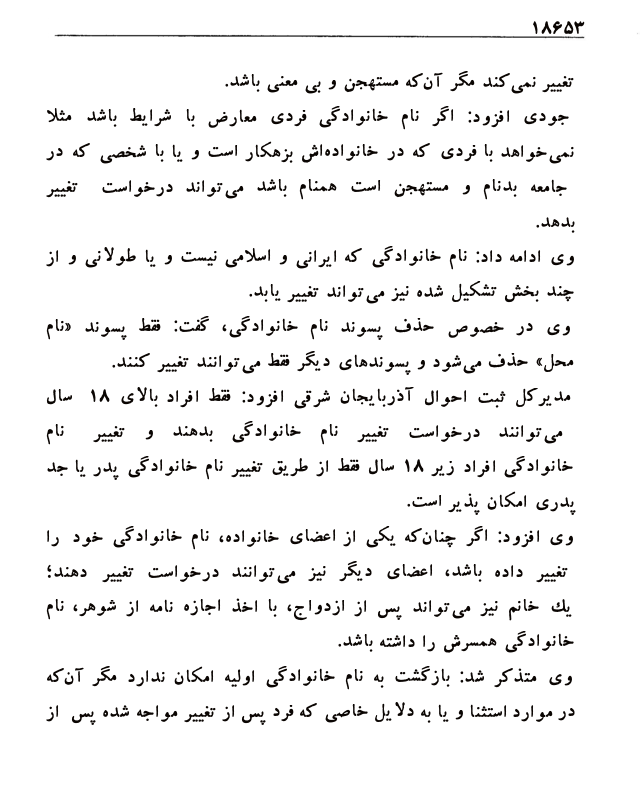 ۱۸۶۵۳
تغییر نمی‌کند مگر آن‌که مستهجن و بی معنی باشد.
جودی افزود: اگر نام خانوادگی فردی معارض با شرایط باشد مثلا
نمی‌خواهد با فردی که در خانواده‌اش بزهکار است و یا با شخصی که در
جامعه بدنام و مستهجن است همنام باشد می‌تواند درخواست تغییر
بدهد.
وی ادامه داد: نام خانوادگی که ایرانی و اسلامی نیست و یا طولانی و از
چند بخش تشکیل شده نیز می‌تواند تغییر یابد.
وی در خصوص حذف پسوند نام خانوادگی، گفت: فقط پسوند «نام
محل» حذف می‌شود و پسوندهای دیگر فقط می‌توانند تغییر کنند.
مدیرکل ثبت احوال آذربایجان شرقی افزود: فقط افراد بالای ۱۸ سال
می‌توانند درخواست تغییر نام خانوادگی بدهند و تغییر نام
خانوادگی افراد زیر ۱۸ سال فقط از طریق تغییر نام خانوادگی پدر یا جد
پدری امکان پذیر است.
وی افزود: اگر چنان‌که یکی از اعضای خانواده، نام خانوادگی خود را
تغییر داده باشد، اعضای دیگر نیز می‌توانند درخواست تغییر دهند؛
یك خانم نیز می‌تواند پس از ازدواج، با اخذ اجازه نامه از شوهر، نام
خانوادگی همسرش را داشته باشد.
وی متذکر شد: بازگشت به نام خانوادگی اولیه امکان ندارد مگر آن‌که
در موارد استثنا و یا به دلایل خاصی که فرد پس از تغییر مواجه شده پس از